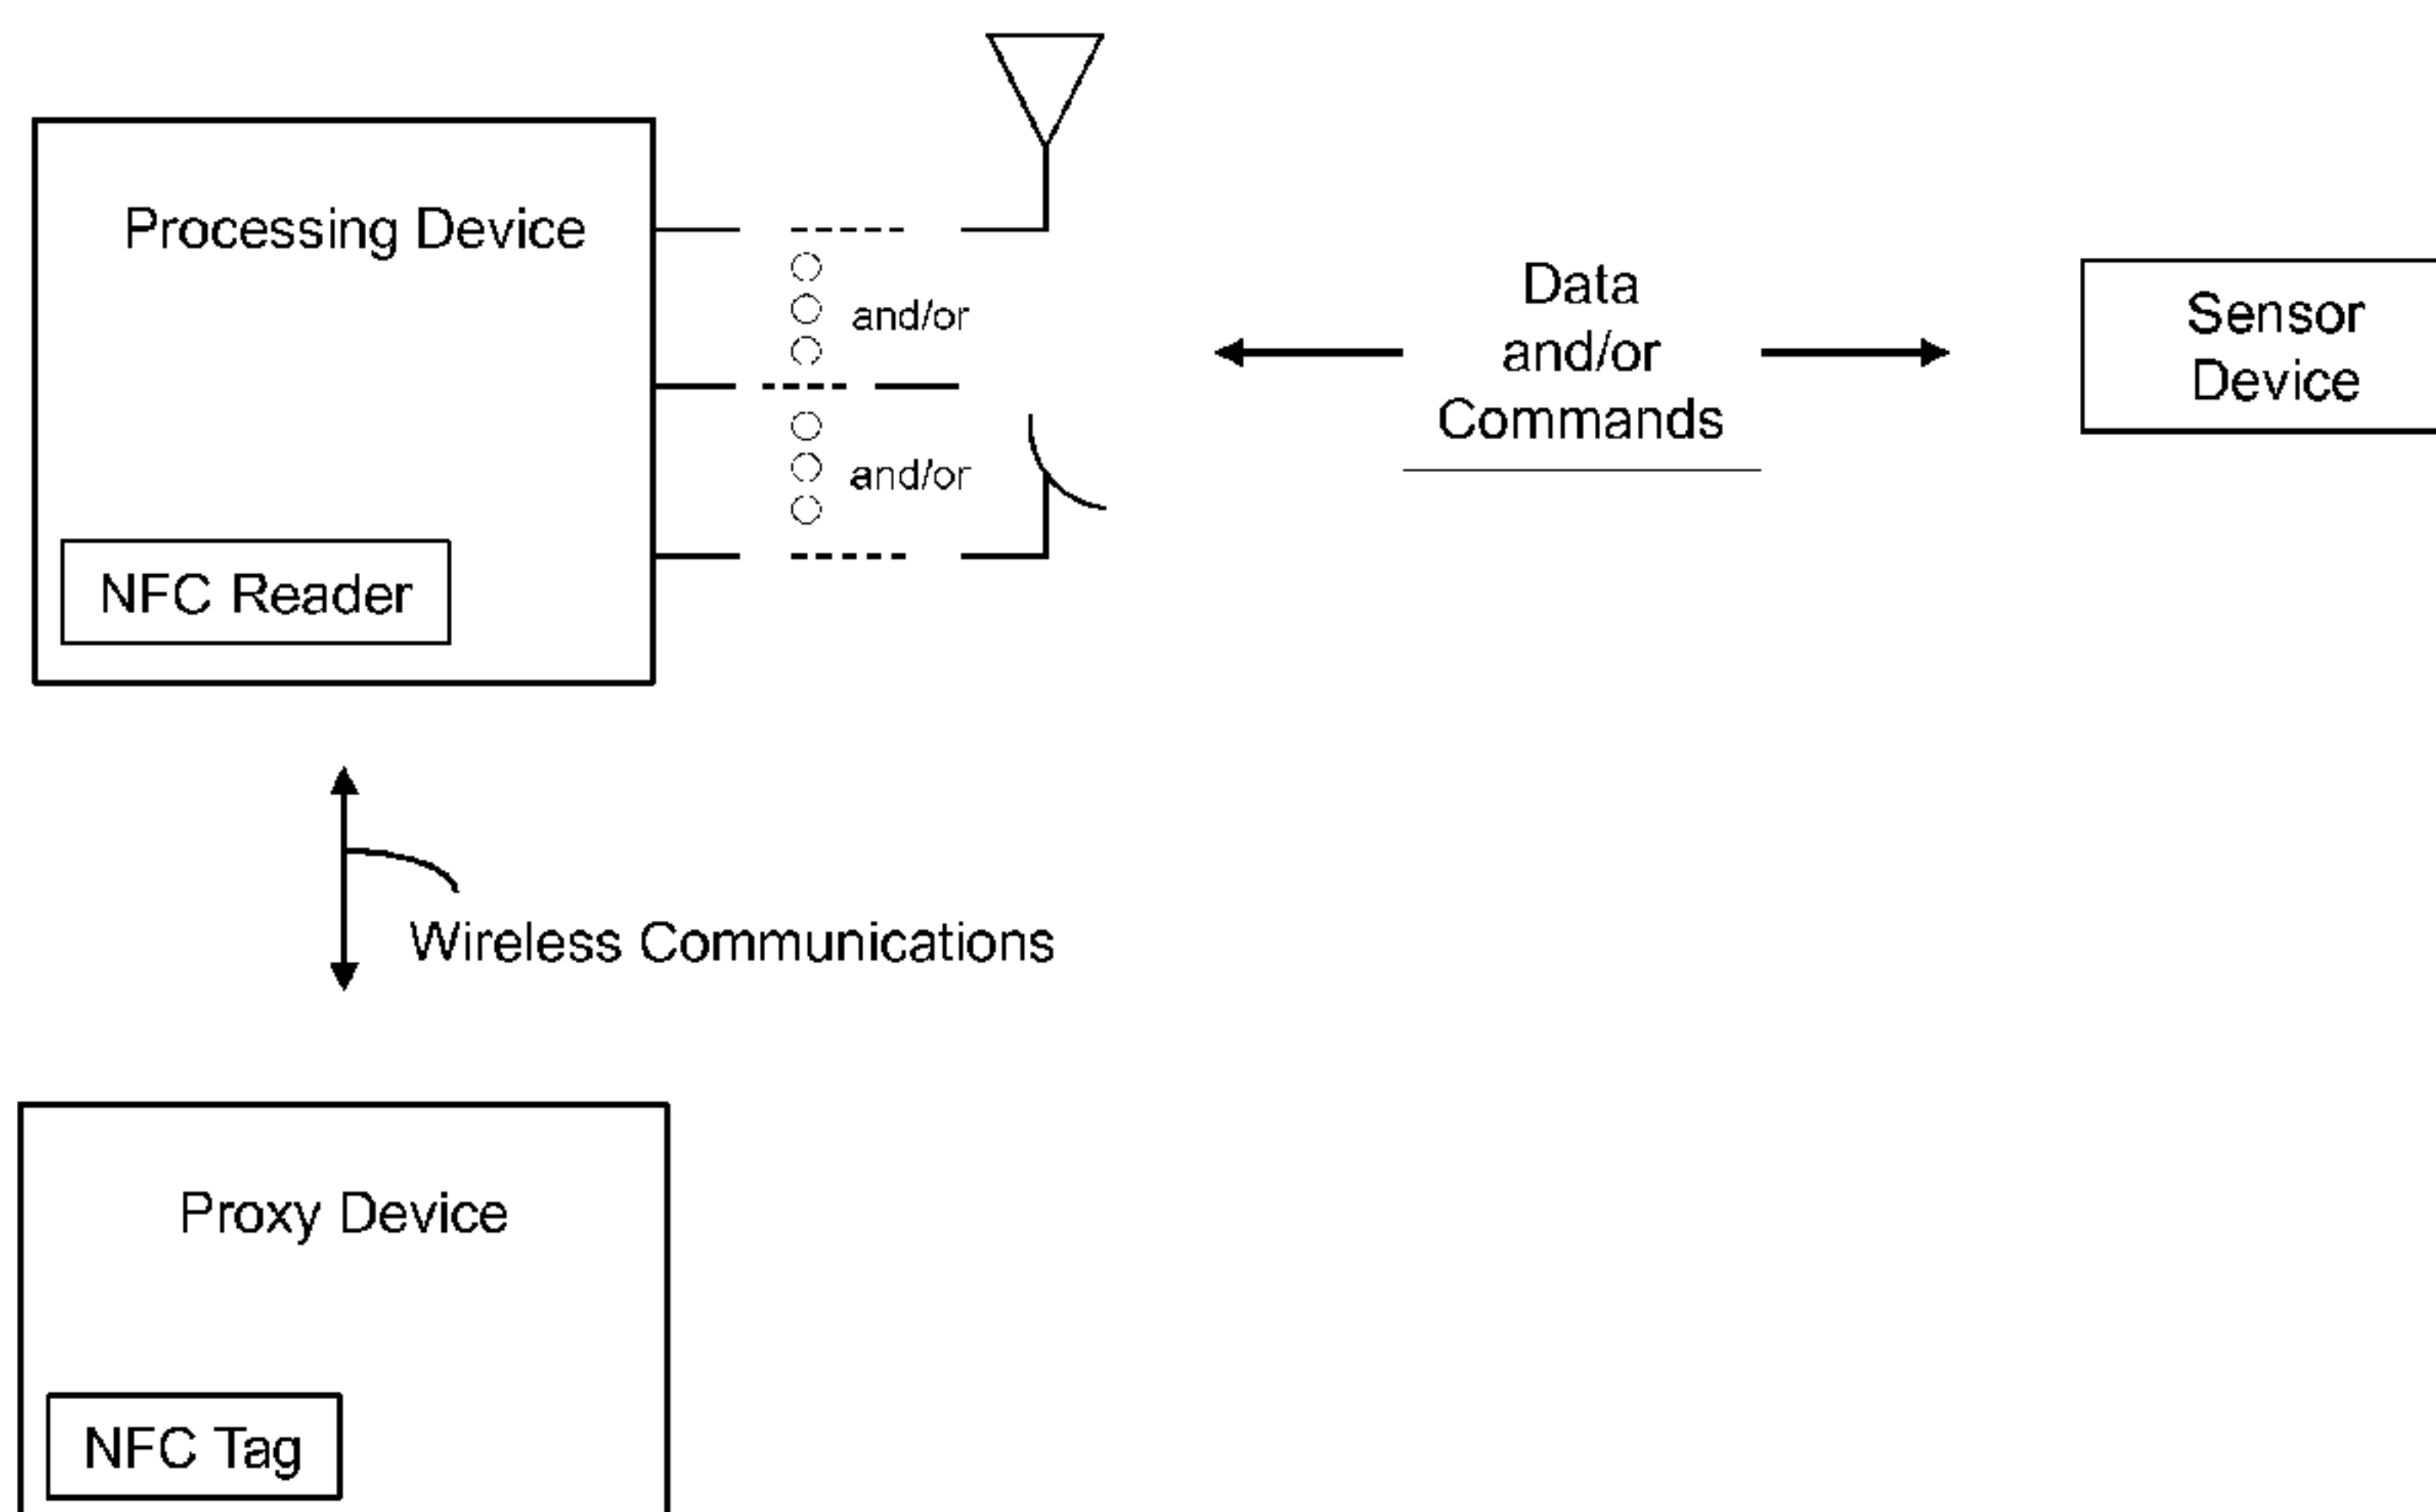 Processing Device
and/or
and/or
NFC Reader
Data
and/or
Commands
Sensor
Device
Wireless Communications
Proxy Device
NFC Tag